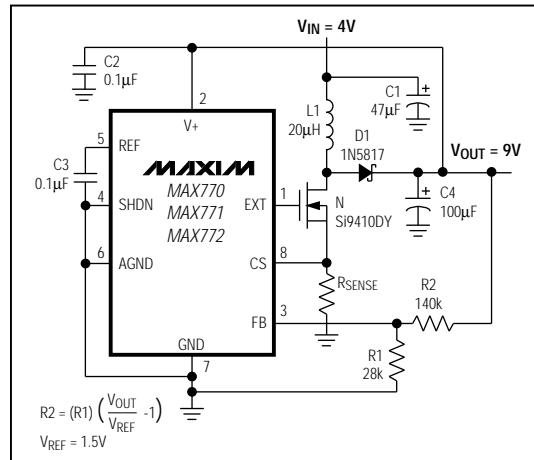 VIN = 4V
C2
0.1µF
2
V+
C1
47µF
L1
20µH
D1
1N5817
VOUT = 9V
5
REF
C3
0.1µF
4
SHDN
MAXIM
MAX770
MAX771
MAX772
EXT
1
N
Si9410DY
C4
100µF
6
AGND
CS
8
RSENSE
R2
140k
FB
3
R1
28k
GND
7
R2 = (R1) (VOUT/VREF -1)
VREF = 1.5V